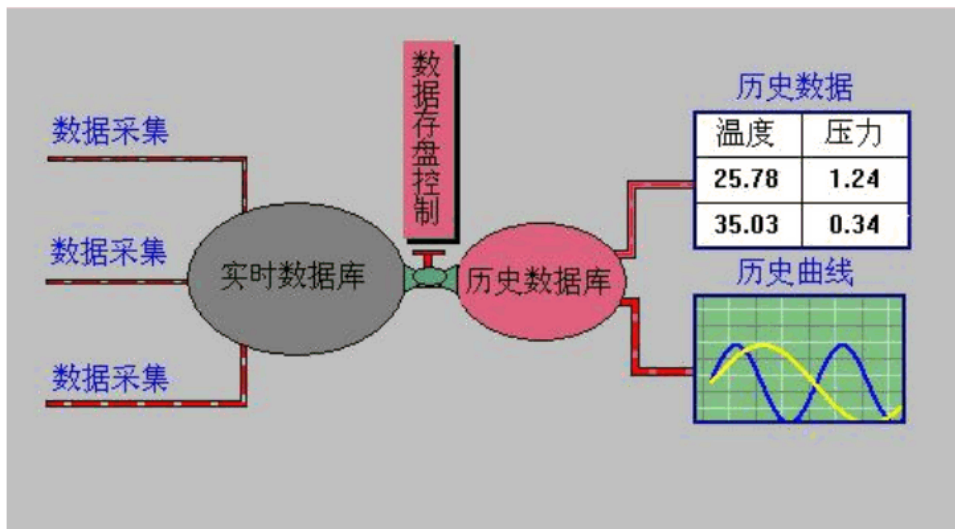 数据存盘控制
历史数据
数据采集
温度 压力
25.78 1.24
35.03 0.34
数据采集
实时数据库
历史数据库
历史曲线
数据采集